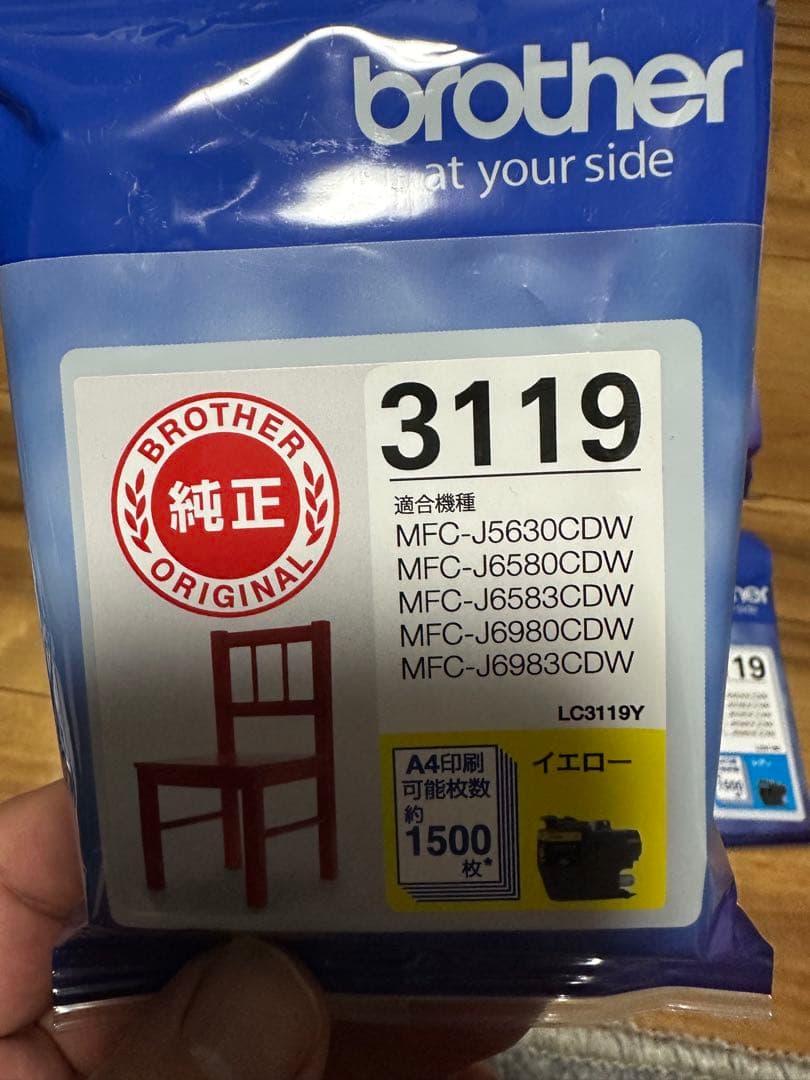 brother
at your side
BROTHER
純正
ORIGINAL
3119
適合機種
MFC-J5630CDW
MFC-J6580CDW
MFC-J6583CDW
MFC-J6980CDW
MFC-J6983CDW
LC3119Y
A4印刷
可能枚数
約
1500
枚*
イエロー
19
1500